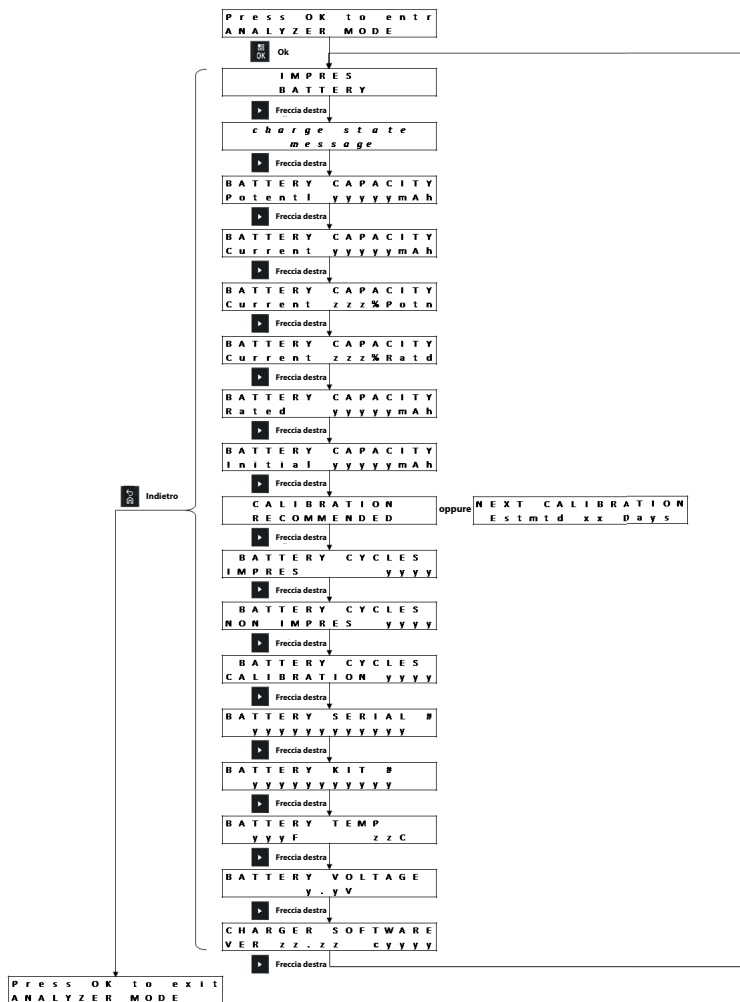 Press OK to entr
ANALYZER MODE
OK Ok
IMPRES
BATTERY
Freccia destra
charge state
message
Freccia destra
BATTERY CAPACITY
Potentl yyyyymAh
Freccia destra
BATTERY CAPACITY
Current yyyyymAh
Freccia destra
BATTERY CAPACITY
Current zzz%Potn
Freccia destra
BATTERY CAPACITY
Current zzz%Ratd
Freccia destra
BATTERY CAPACITY
Rated yyyyymAh
Freccia destra
BATTERY CAPACITY
Initial yyyyymAh
Indietro
Freccia destra
CALIBRATION
RECOMMENDED
oppure
NEXT CALIBRATION
Estmtd xx Days
Freccia destra
BATTERY CYCLES
IMPRES yyyy
Freccia destra
BATTERY CYCLES
NON IMPRES yyyy
Freccia destra
BATTERY CYCLES
CALIBRATION yyyy
Freccia destra
BATTERY SERIAL #
yyyyyyyyyyyy
Freccia destra
BATTERY KIT #
yyyyyyyyyyy
Freccia destra
BATTERY TEMP
yyyF zzC
Freccia destra
BATTERY VOLTAGE
y.yV
Freccia destra
CHARGER SOFTWARE
VER zz.zz cyyyy
Freccia destra
Press OK to exit
ANALYZER MODE